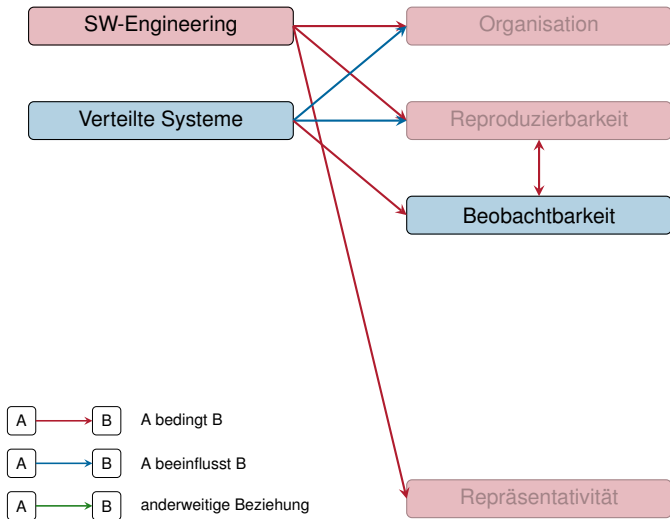 SW-Engineering
Organisation
Verteilte Systeme
Reproduzierbarkeit
Beobachtbarkeit
A B A bedingt B
A B A beeinflusst B
Repräsentativität
A B anderweitige Beziehung